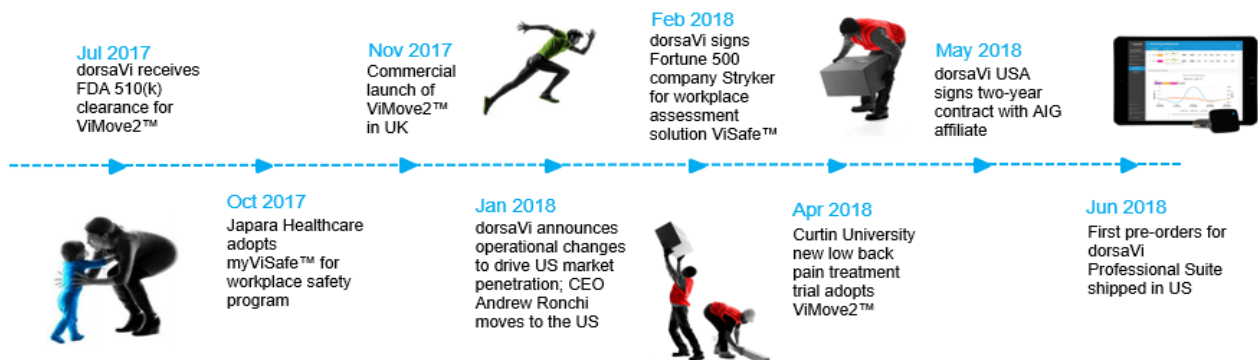 Jul 2017
dorsaVi receives
FDA 510(k)
clearance for
ViMove2™
Nov 2017
Commercial
launch of
ViMove2™
in UK
Feb 2018
dorsaVi signs
Fortune 500
company Stryker
for workplace
assessment
solution ViSafe™
May 2018
dorsaVi USA
signs two-year
contract with AIG
affiliate
Oct 2017
Japara Healthcare
adopts
myViSafe™ for
workplace safety
program
Jan 2018
dorsaVi announces
operational changes
to drive US market
penetration; CEO
Andrew Ronchi
moves to the US
Apr 2018
Curtin University
new low back
pain treatment
trial adopts
ViMove2™
Jun 2018
First pre-orders for
dorsaVi
Professional Suite
shipped in US